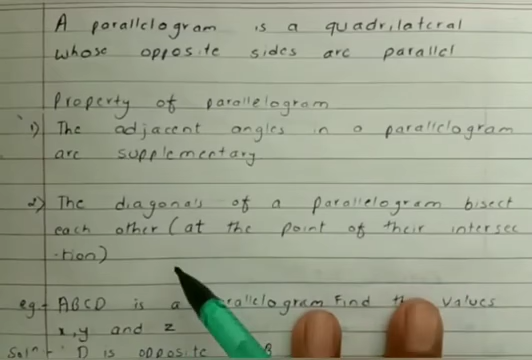 A parallelogram is a quadrilateral
whose opposite sides are parallel
Property of parallelogram
1) The adjacent angles in a parallelogram
are supplementary
2) The diagonals of a parallelogram bisect
each other (at the point of their intersec
-tion)
eg - ABCD is a parallelogram Find the values
x, y and z
Soln - D is opposite B